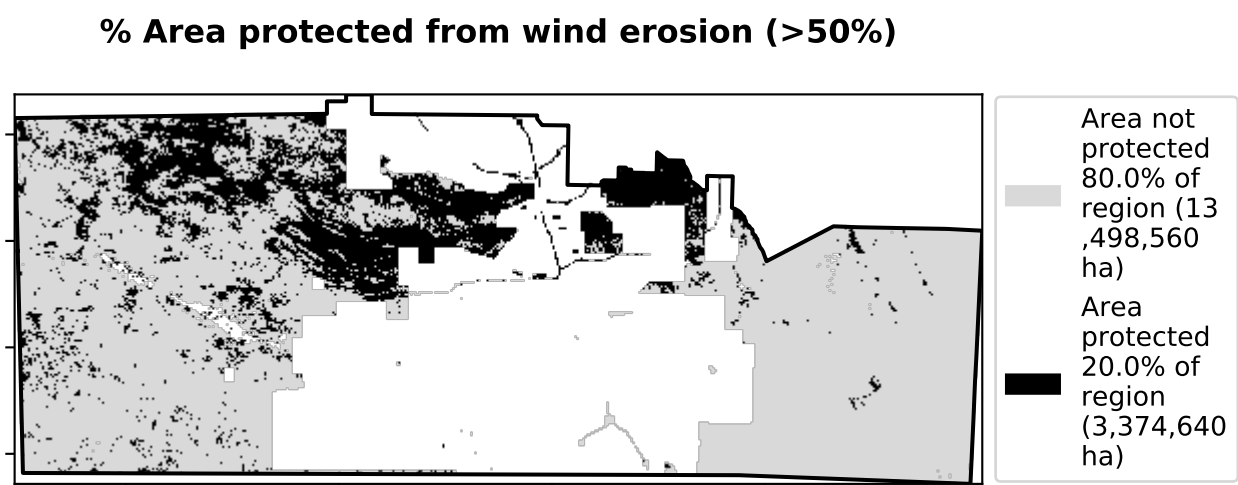 % Area protected from wind erosion (>50%)
Area not
protected
80.0% of
region (13
,498,560
ha)
Area
protected
20.0% of
region
(3,374,640
ha)